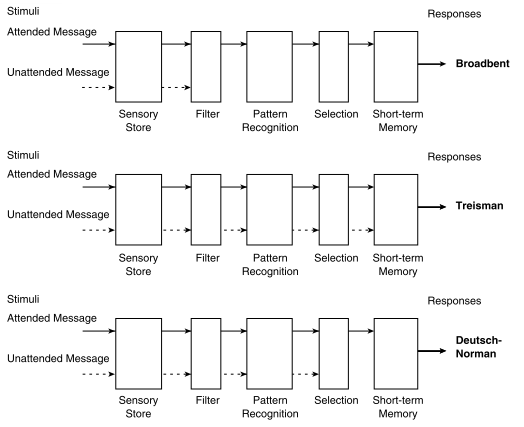 Stimuli
Responses
Attended Message
Broadbent
Unattended Message
Sensory Store
Filter
Pattern Recognition
Selection
Short-term Memory
Stimuli
Responses
Attended Message
Treisman
Unattended Message
Sensory Store
Filter
Pattern Recognition
Selection
Short-term Memory
Stimuli
Responses
Attended Message
Deutsch-
Norman
Unattended Message
Sensory Store
Filter
Pattern Recognition
Selection
Short-term Memory